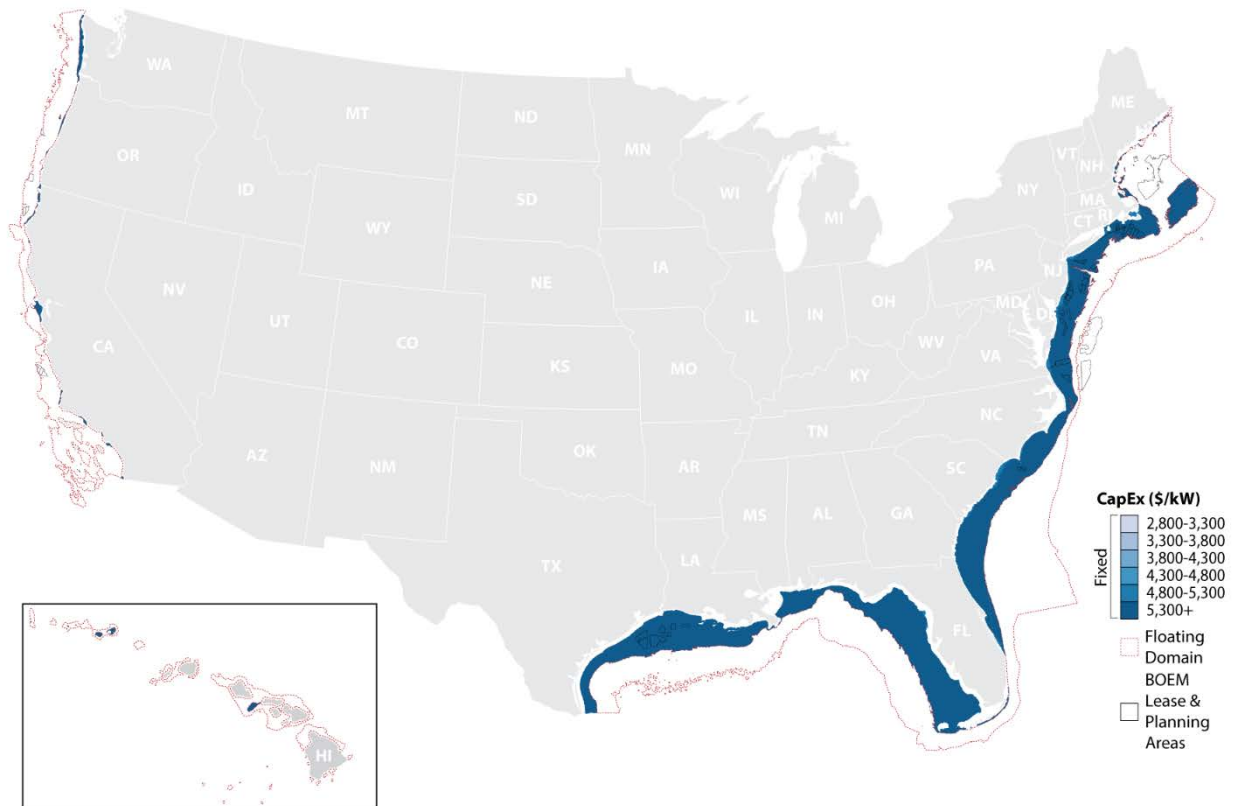 WA
MT
ND
MN
ME
OR
ID
SD
WI
MI
VT
NH
NY
MA
CT
RI
WY
IA
NE
PA
NJ
NV
UT
CO
IL
IN
OH
MD
D
CA
KS
MO
WV
VA
KY
AZ
NM
OK
AR
TN
NC
SC
MS
AL
GA
TX
LA
FL
HI
CapEx ($/kW)
Fixed
2,800-3,300
3,300-3,800
3,800-4,300
4,300-4,800
4,800-5,300
5,300+
Floating
Domain
BOEM
Lease &
Planning
Areas